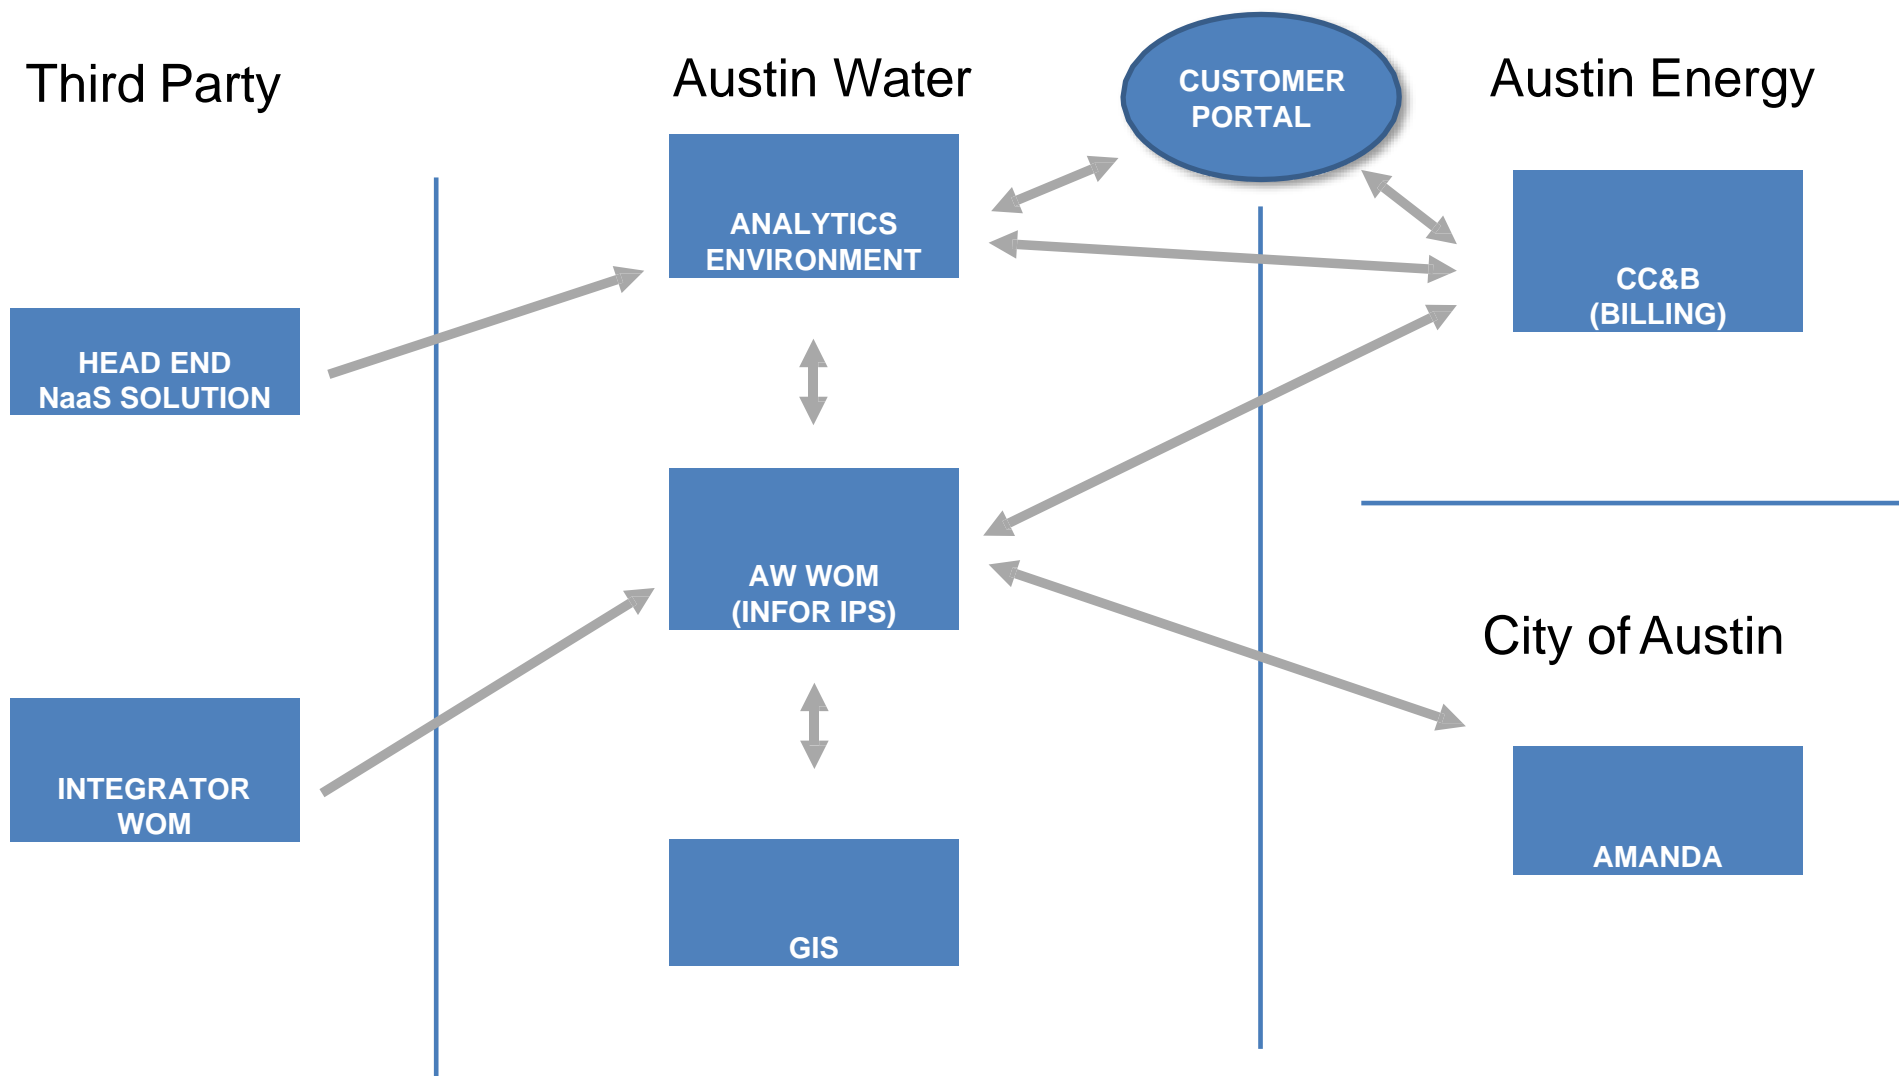 Third Party
Austin Water
CUSTOMER
PORTAL
Austin Energy
ANALYTICS
ENVIRONMENT
CC&B
(BILLING)
HEAD END
NaaS SOLUTION
AW WOM
(INFOR IPS)
City of Austin
INTEGRATOR
WOM
AMANDA
GIS